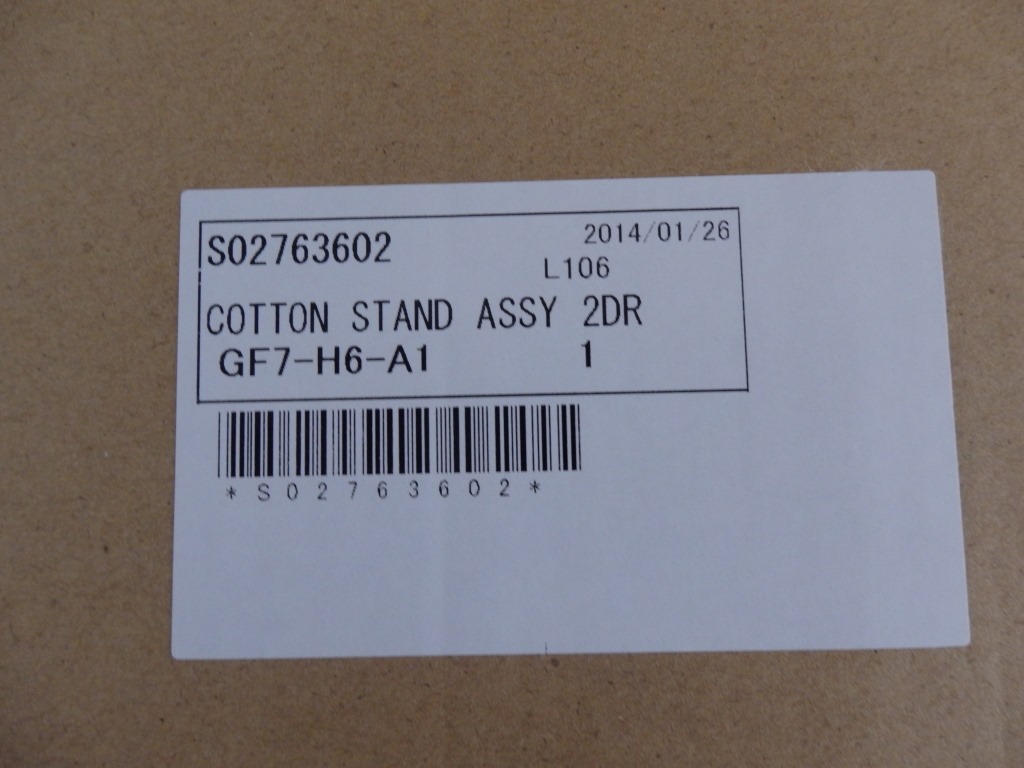 S02763602 2014/01/26
L106
COTTON STAND ASSY 2DR
GF7-H6-A1 1
*S02763602*